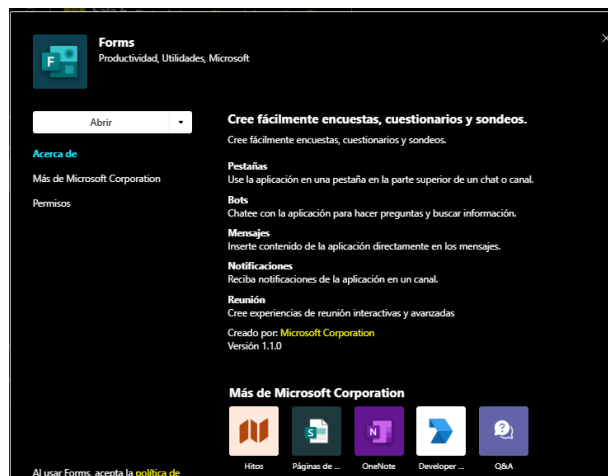 Forms
Productividad, Utilidades, Microsoft
Abrir
Acerca de
Más de Microsoft Corporation
Permisos
Cree fácilmente encuestas, cuestionarios y sondeos.
Cree fácilmente encuestas, cuestionarios y sondeos.
Pestañas
Use la aplicación en una pestaña en la parte superior de un chat o canal.
Bots
Chatee con la aplicación para hacer preguntas y buscar información.
Mensajes
Inserte contenido de la aplicación directamente en los mensajes.
Notificaciones
Reciba notificaciones de la aplicación en un canal.
Reunión
Cree experiencias de reunión interactivas y avanzadas
Creado por: Microsoft Corporation
Versión 1.1.0
Más de Microsoft Corporation
Hitos
Páginas de ...
OneNote
Developer ...
Q&A
Al usar Forms, acepta la política de